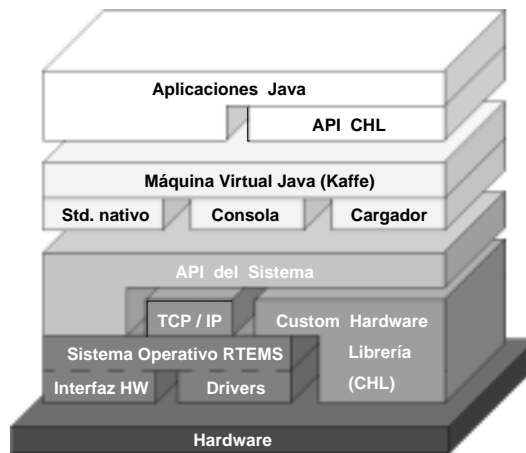 Aplicaciones Java
API CHL
Máquina Virtual Java (Kaffe)
Std. nativo
Consola
Cargador
API del Sistema
TCP / IP
Custom Hardware
Librería
(CHL)
Sistema Operativo RTEMS
Interfaz HW
Drivers
Hardware